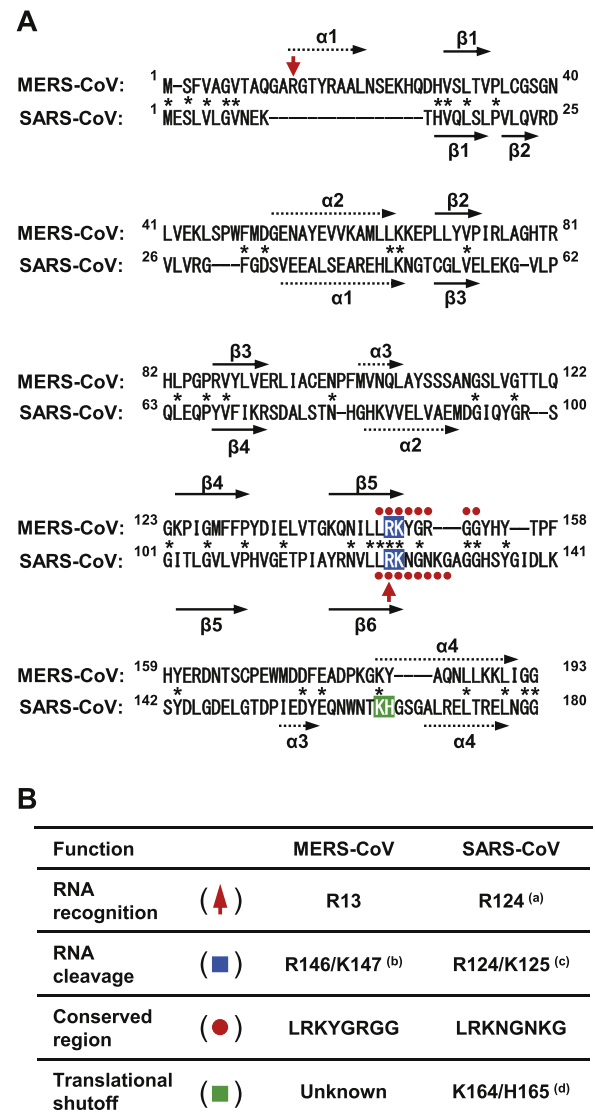 A
α1 β1
MERS-CoV: 1 M-SFVAGVTAQGARGTYRAALNSEKHQDHVSLTVPLCGSGN 40
* * * ** ** * *
SARS-CoV: 1 MESLVLGVNEK----------------THVQLSLPVLQVRD 25
β1 β2
α2 β2
MERS-CoV: 41 LVEKLSPWFMDGENAYEVVKAMLLKKEPLLYVPIRLAGHTR 81
* * ** *
SARS-CoV: 26 VLVRG---FGDSVEEALSEAREHLKNGTCGLVELEKG-VLP 62
α1 β3
β3 α3
MERS-CoV: 82 HLPGPRVYLVERLIACENPFMVNQLAYSSSANGSLVGTTLQ 122
* * * * * *
SARS-CoV: 63 QLEQPYVFIKRSDALSTN-HGHKVVELVAEMDGIQYGR--S 100
β4 α2
β4 β5
MERS-CoV: 123 GKPIGMFFPYDIELVTGKQNILLRKYGR---GGYHY--TPF 158
* * * * * **** * ** *
SARS-CoV: 101 GITLGVLVPHVGETPIAYRNVLLRKNGNKGAGGHSYGIDLK 141
β5 β6
α4
MERS-CoV: 159 HYERDNTSCPEWMDDFEADPKGKY----AQNLLKKLIGG 193
* * * * * * **
SARS-CoV: 142 SYDLGDELGTDPIEDYEQNWNTKHGSGALRELTRELNGG 180
α3 α4
B
Function MERS-CoV SARS-CoV
RNA
recognition ( ) R13 R124 (a)
RNA
cleavage ( ) R146/K147 (b) R124/K125 (c)
Conserved
region ( ) LRKYGRGG LRKNGNKG
Translational
shutoff ( ) Unknown K164/H165 (d)